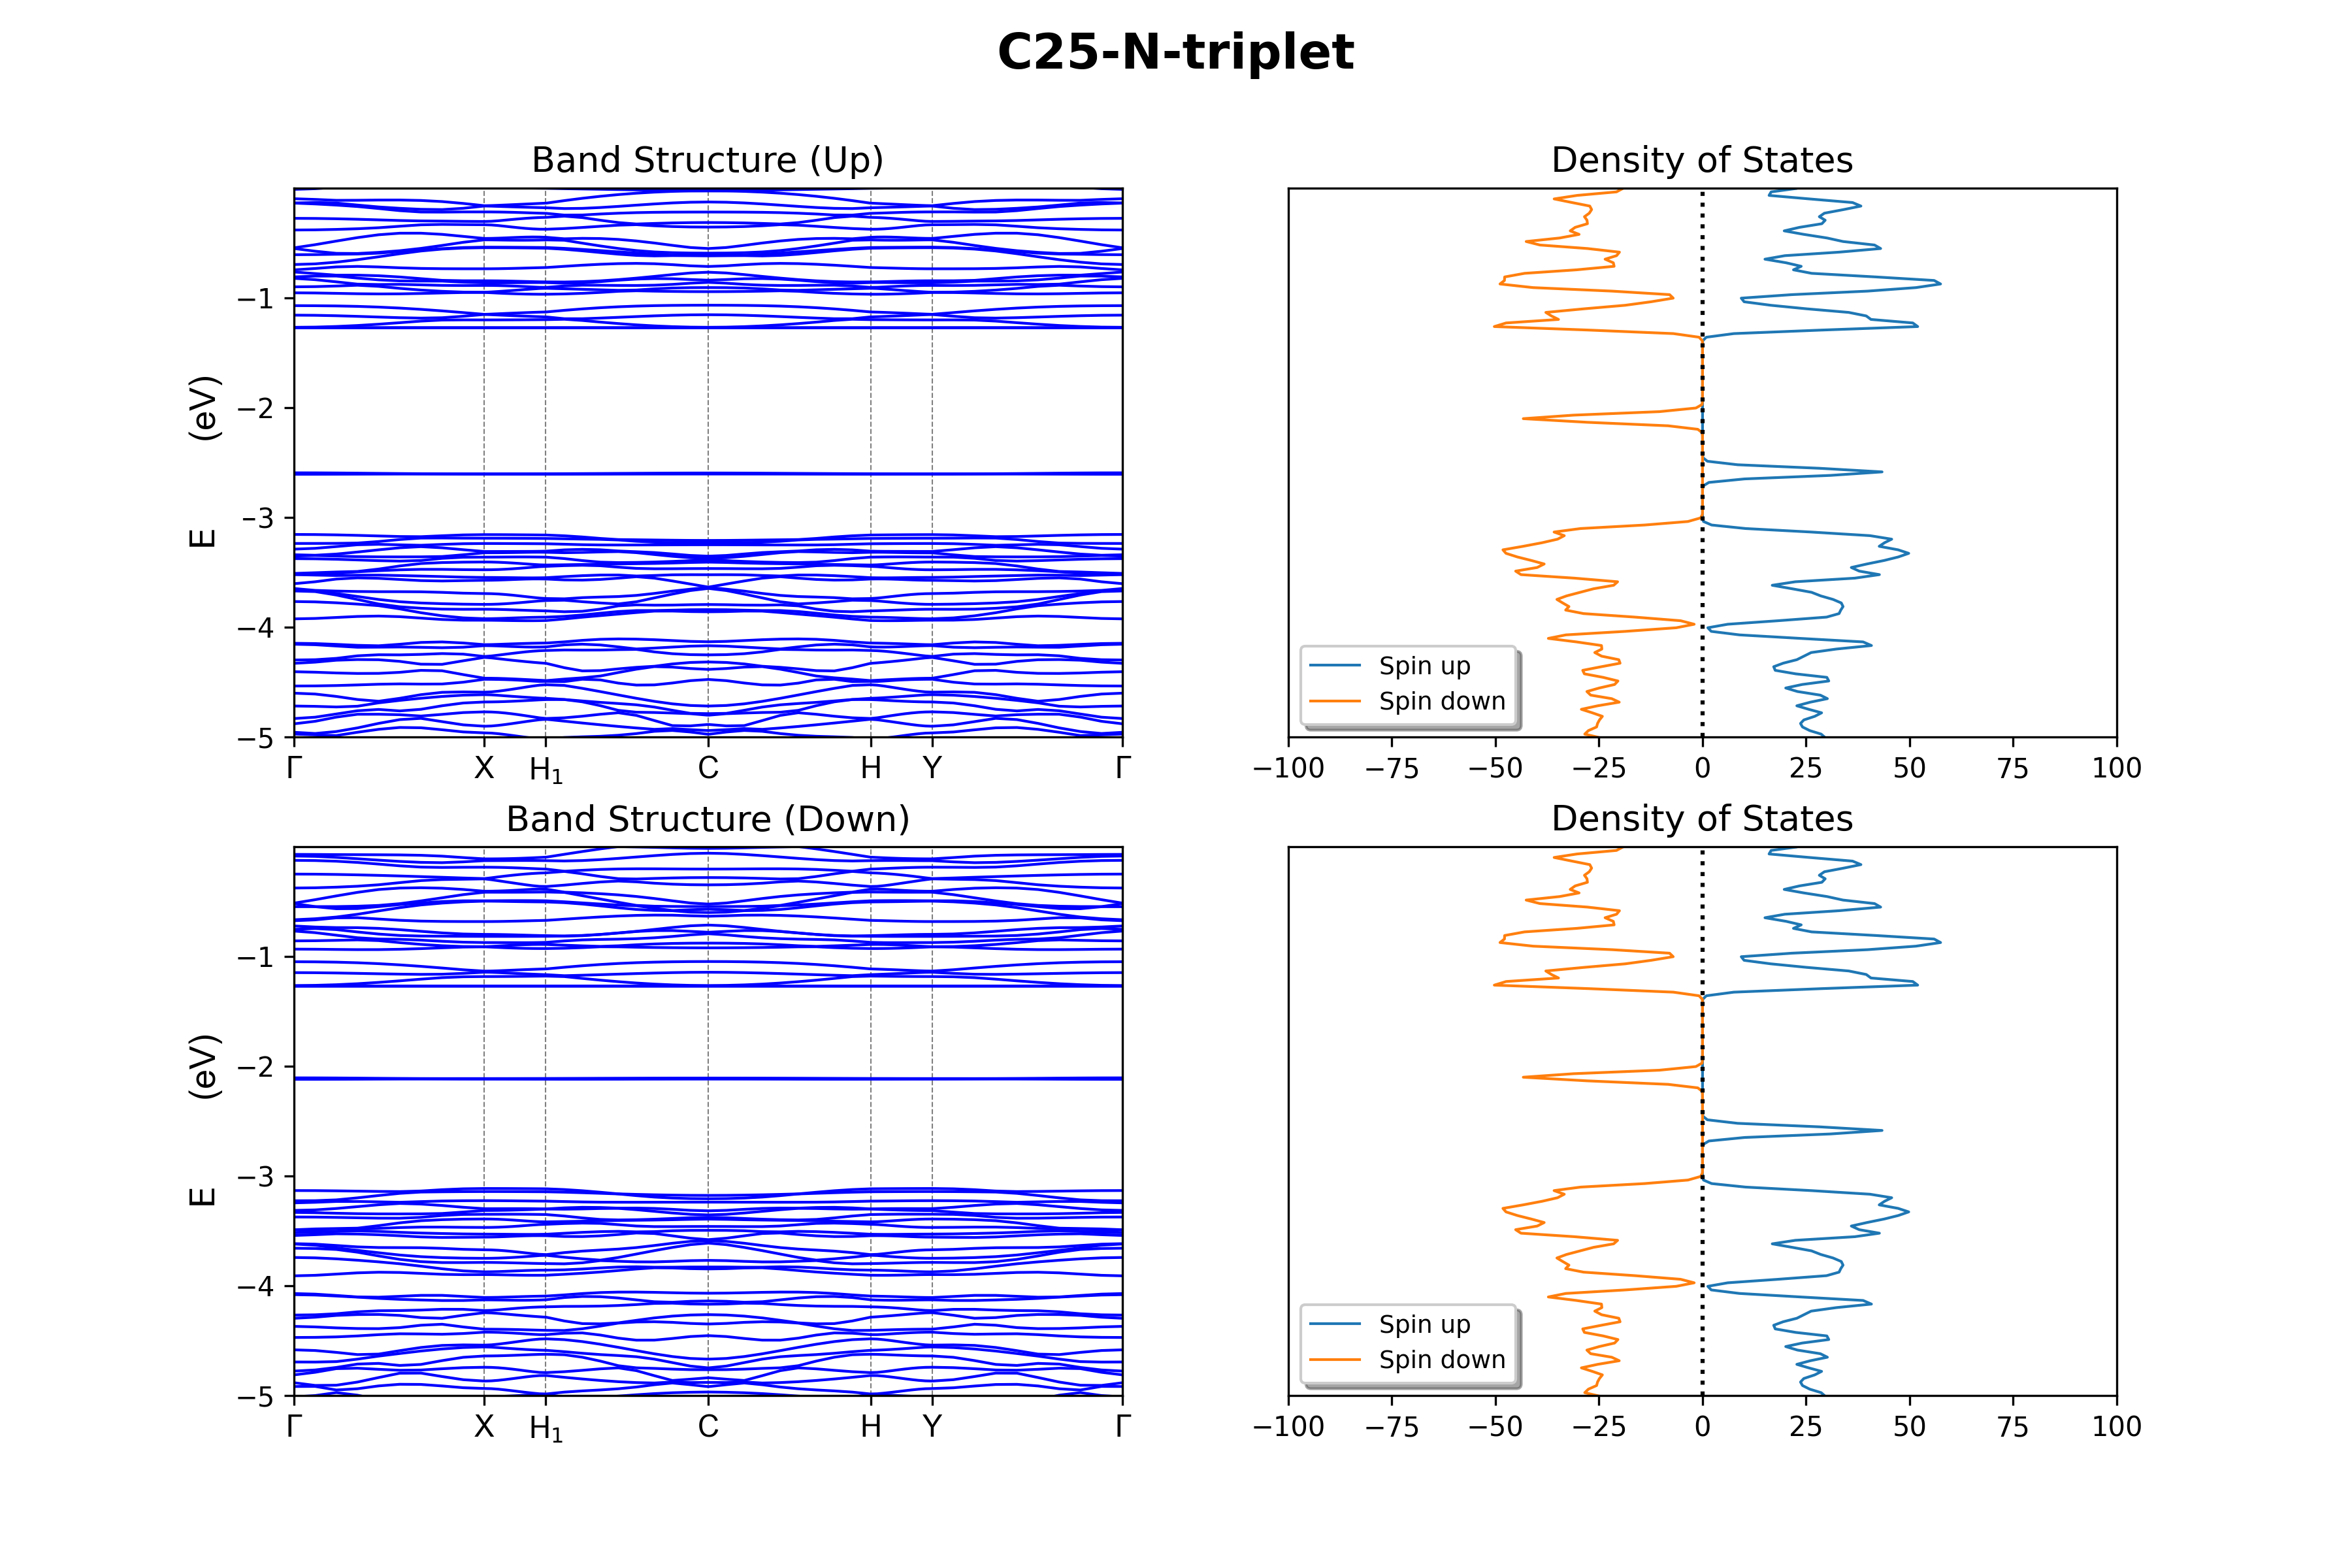 C25-N-triplet
Band Structure (Up)
Density of States
E (eV)
−1
−2
−3
−4
−5
Γ X H1 C H Y Γ
Spin up
Spin down
−100 −75 −50 −25 0 25 50 75 100
Band Structure (Down)
Density of States
E (eV)
−1
−2
−3
−4
−5
Γ X H1 C H Y Γ
Spin up
Spin down
−100 −75 −50 −25 0 25 50 75 100